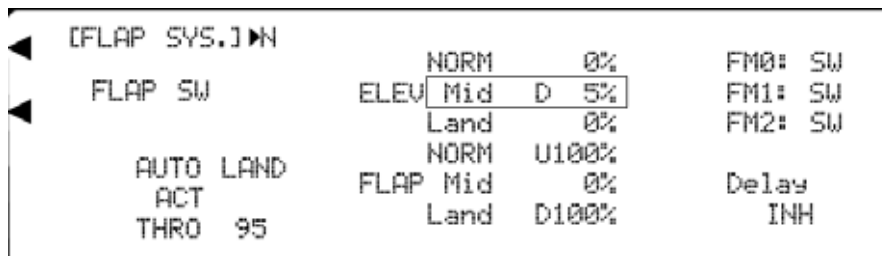 [FLAP SYS.]▶N
FLAP SW
AUTO LAND
ACT
THRO 95
NORM 0%
ELEV Mid D 5%
Land 0%
NORM U100%
FLAP Mid 0%
Land D100%
FM0: SW
FM1: SW
FM2: SW
Delay
INH